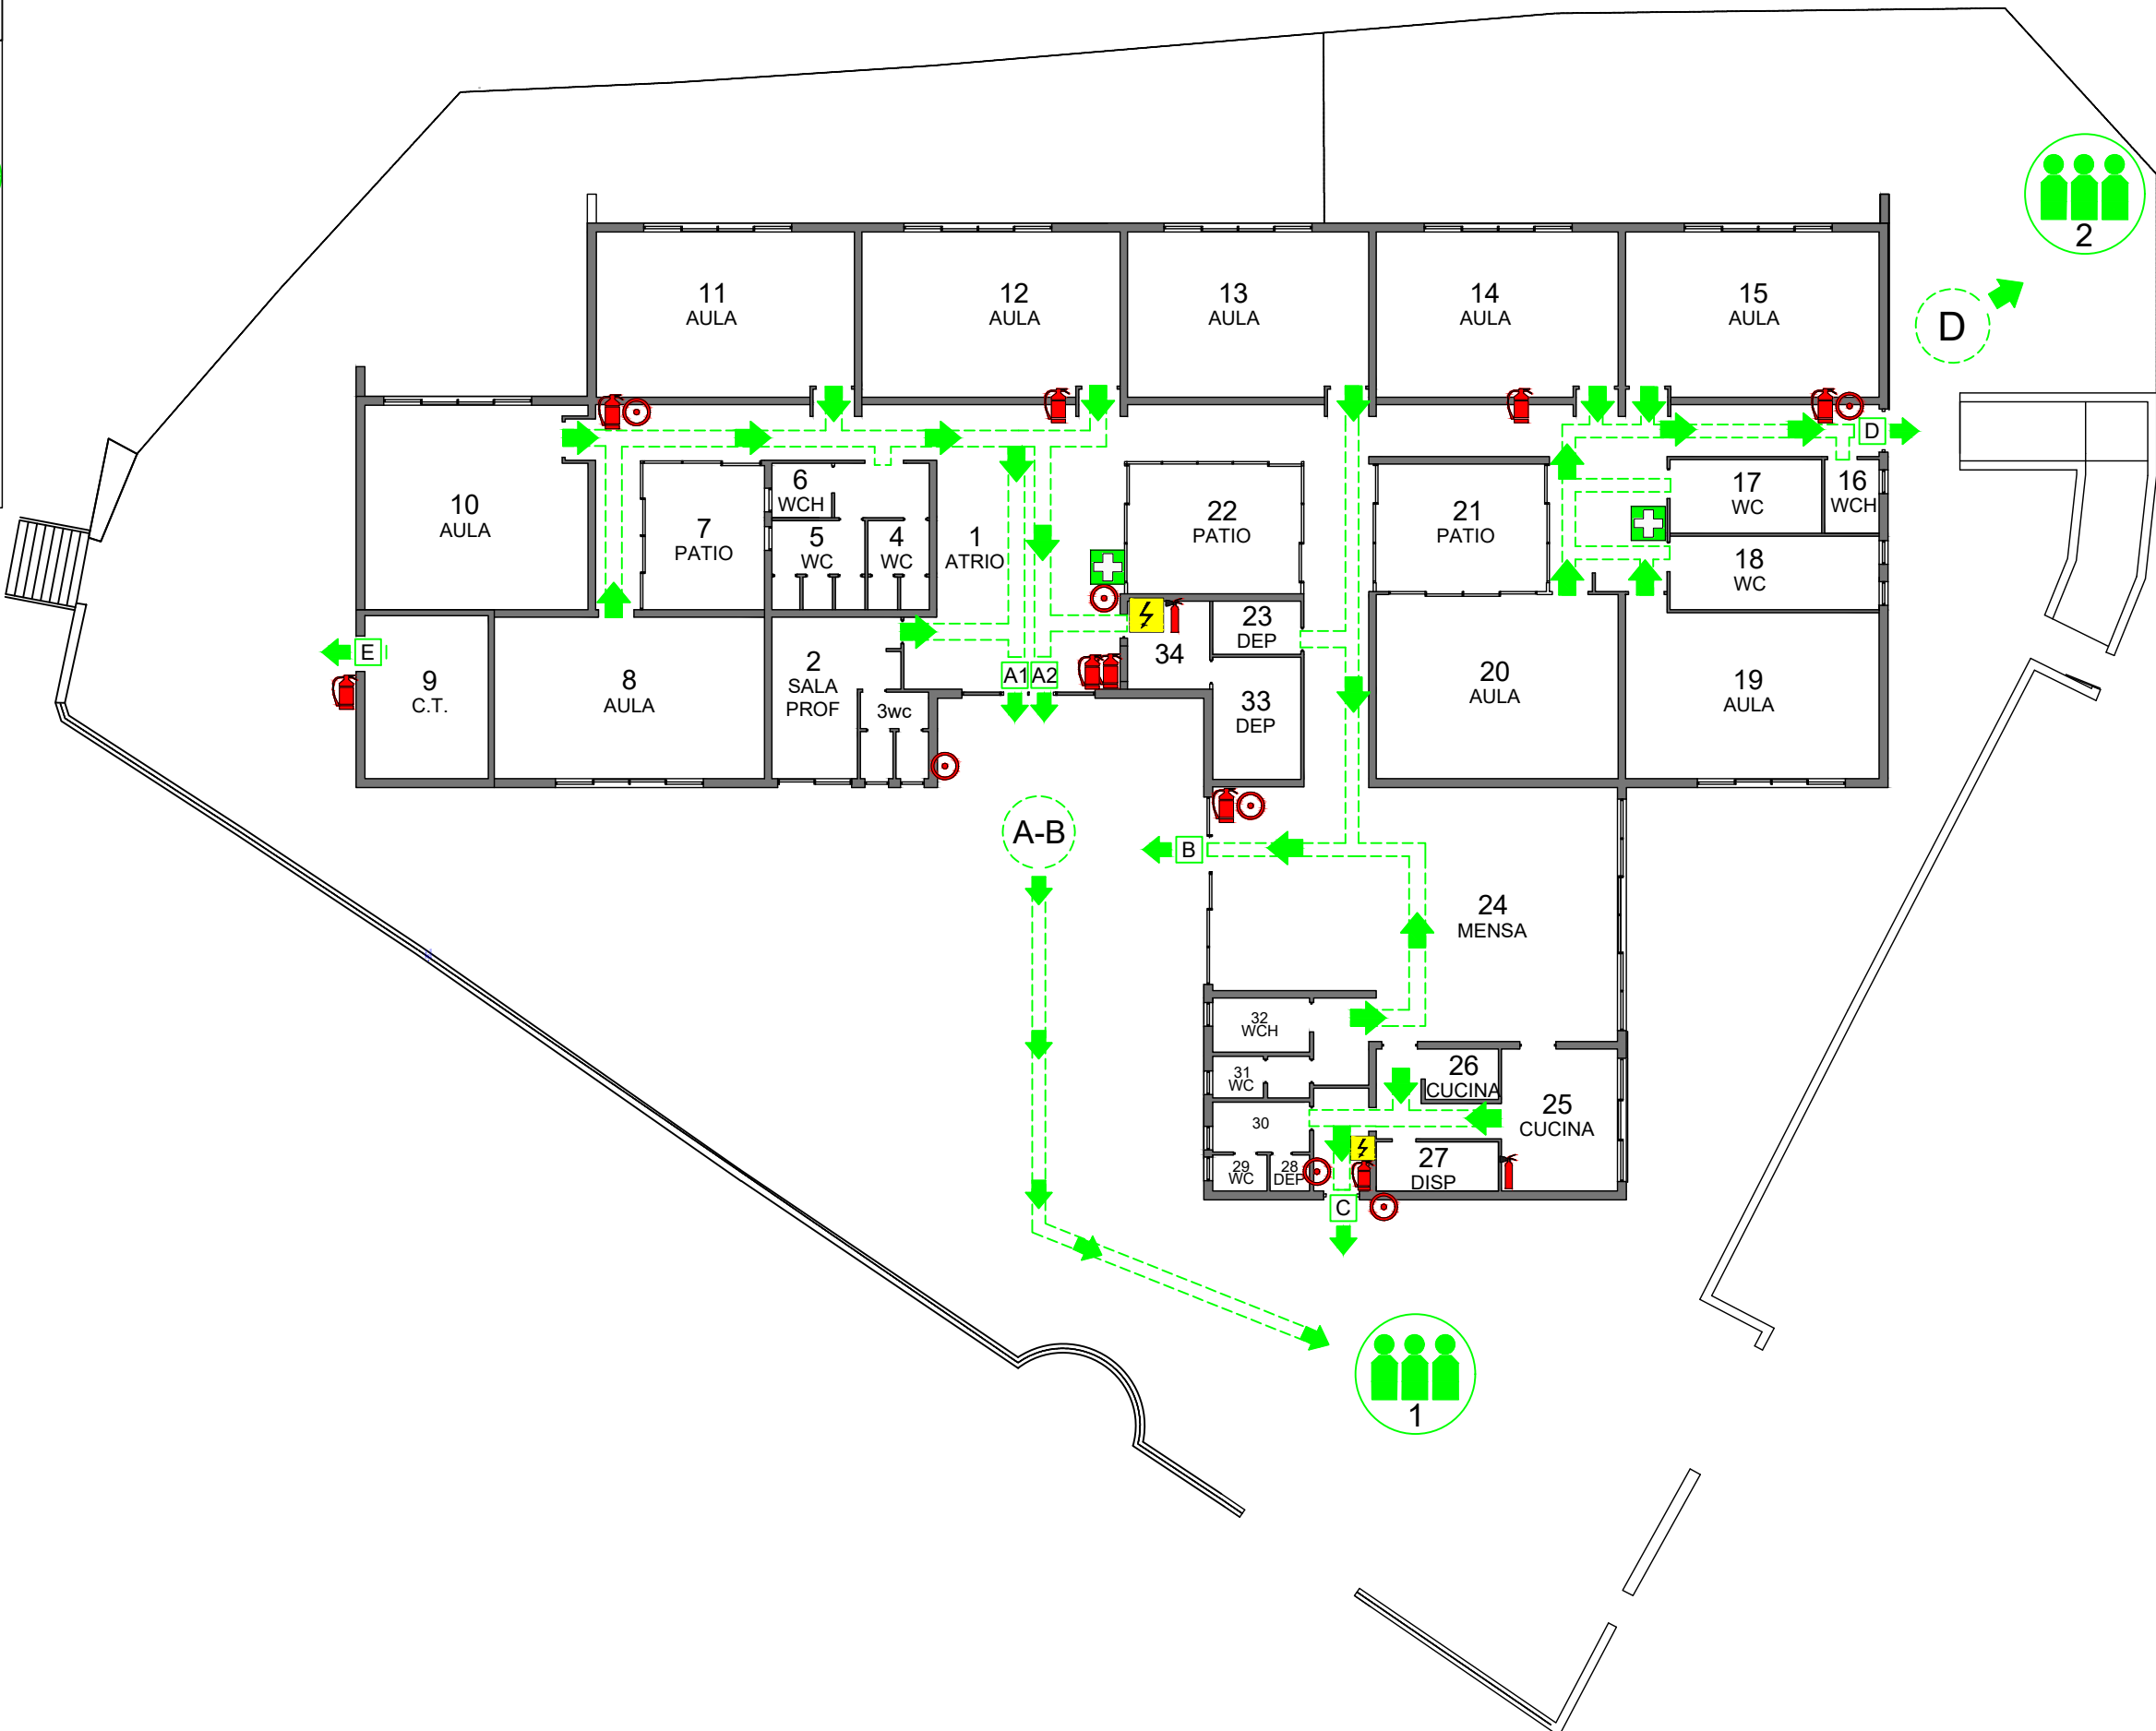 2
11
AULA
12
AULA
13
AULA
14
AULA
15
AULA
D
D
10
AULA
7
PATIO
6
WCH
5
WC
4
WC
1
ATRIO
22
PATIO
21
PATIO
17
WC
16
WCH
18
WC
E
9
C.T.
8
AULA
2
SALA
PROF
3wc
A1
A2
34
23
DEP
33
DEP
20
AULA
19
AULA
A-B
B
24
MENSA
32
WCH
31
WC
30
29
WC
28
DEP
26
CUCINA
25
CUCINA
27
DISP
C
1